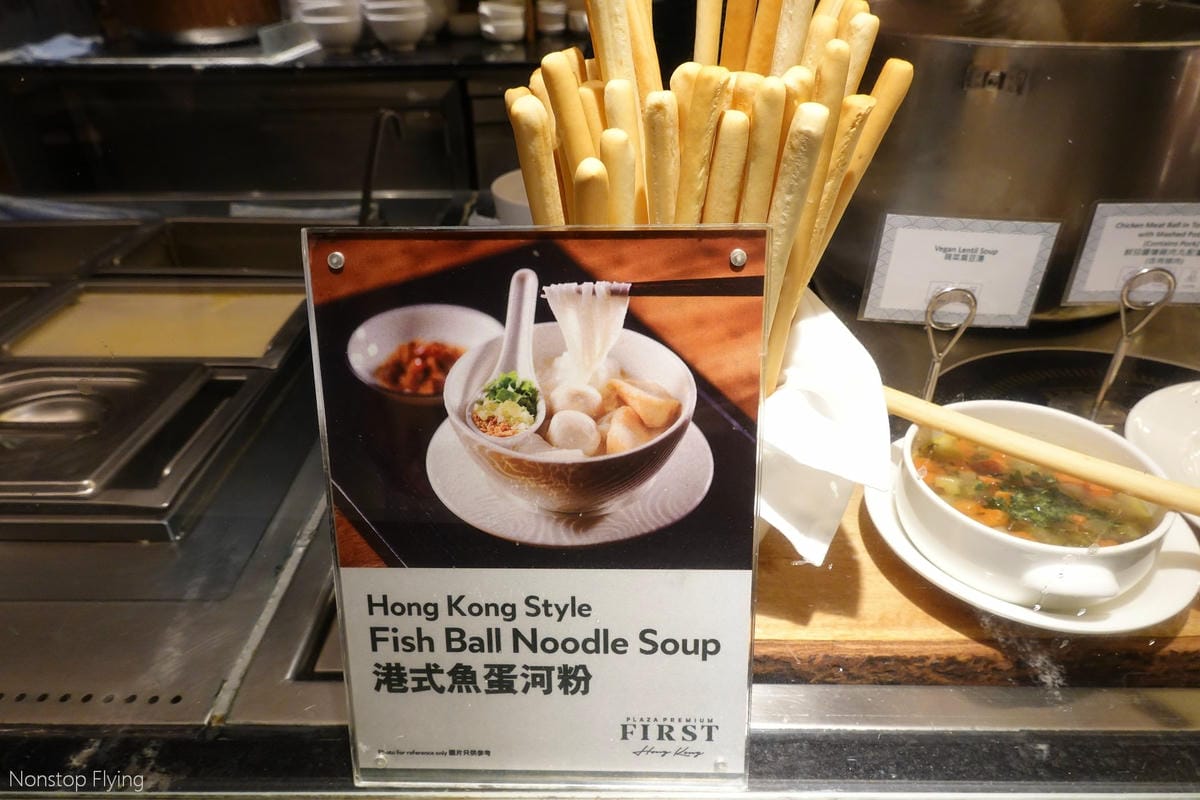 Vegan Lentil Soup
Chicken Meat Ball in
with Mashed
(Contains
Hong Kong Style
Fish Ball Noodle Soup
港式魚蛋河粉
PLAZA PREMIUM
FIRST
Hong Kong
Photo for reference only 圖片只供參考
Nonstop Flying